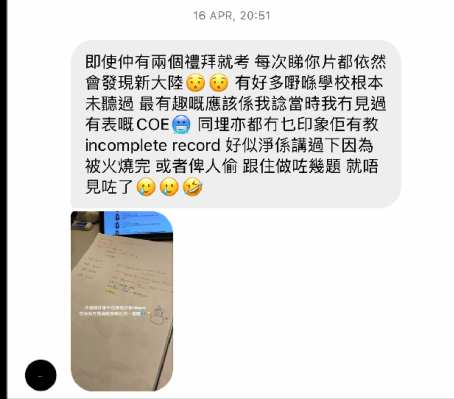 16 APR, 20:51
即使仲有兩個禮拜就考 每次睇你片都依然
會發現新大陸😯😯 有好多嘢喺學校根本
未聽過 最有趣嘅應該係我諗當時我冇見過
有表嘅COE🥶 同埋亦都冇乜印象佢有教
incomplete record 好似淨係講過下因為
被火燒完 或者俾人偷 跟住做咗幾題 就唔
見咗了🥲🥲🤣